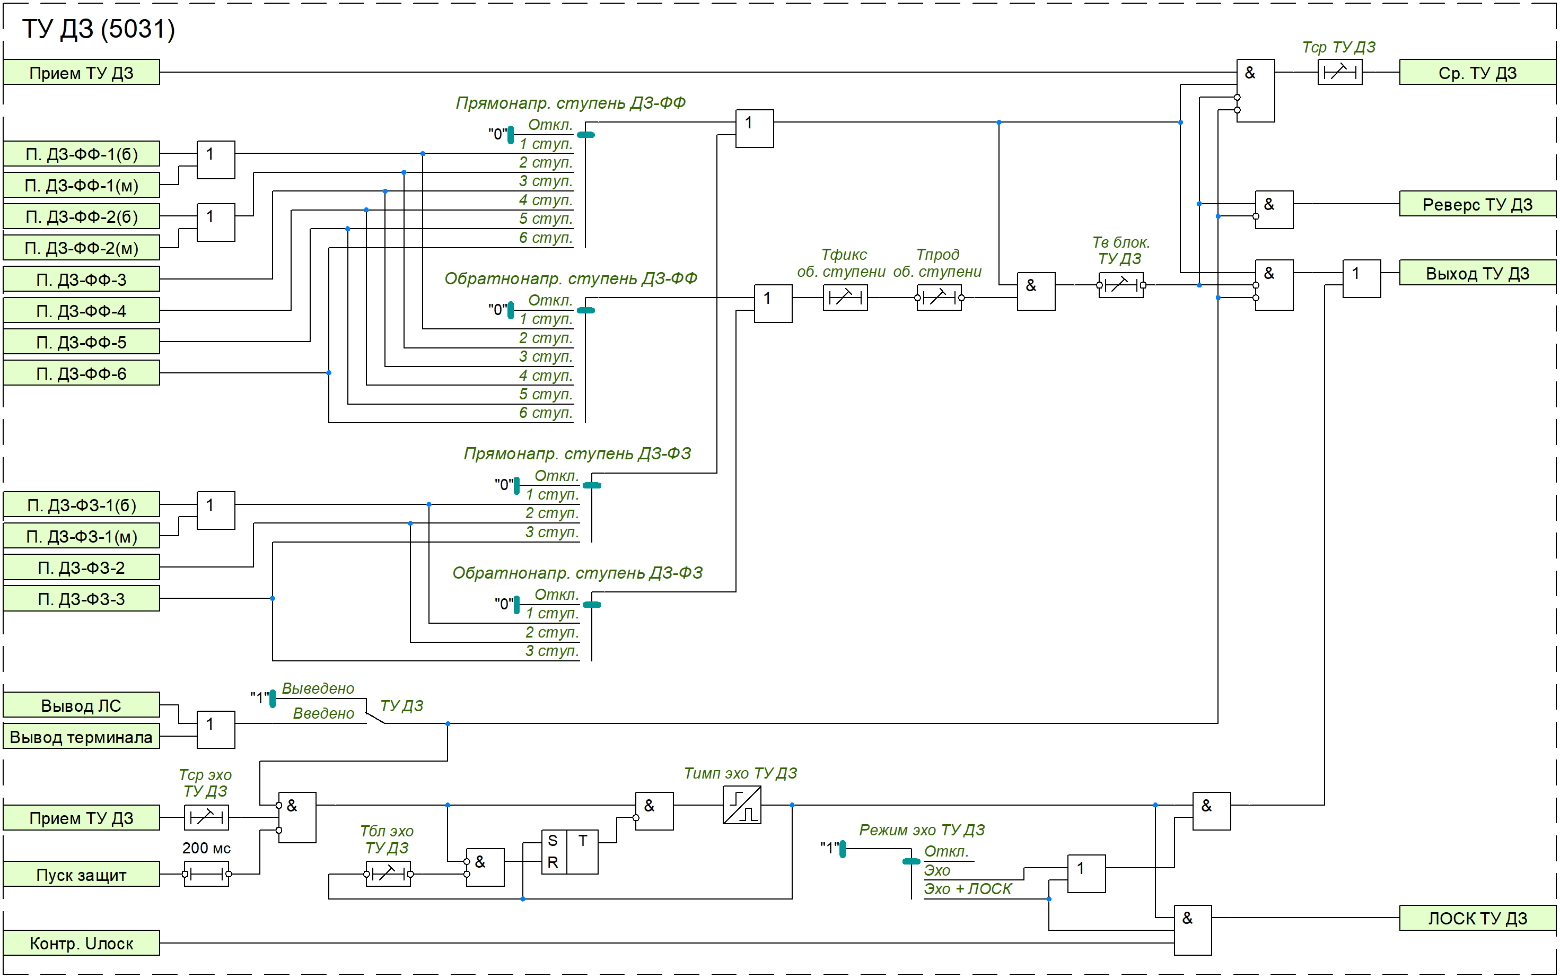 ТУ ДЗ (5031)
Прием ТУ ДЗ
&
Тср ТУ ДЗ
Ср. ТУ ДЗ
Прямонапр. ступень ДЗ-ФФ
"0"
Откл.
1 ступ.
2 ступ.
3 ступ.
4 ступ.
5 ступ.
6 ступ.
1
П. ДЗ-ФФ-1(б)
П. ДЗ-ФФ-1(м)
1
П. ДЗ-ФФ-2(б)
П. ДЗ-ФФ-2(м)
1
П. ДЗ-ФФ-3
П. ДЗ-ФФ-4
П. ДЗ-ФФ-5
П. ДЗ-ФФ-6
&
Реверс ТУ ДЗ
Обратнонапр. ступень ДЗ-ФФ
"0"
Откл.
1 ступ.
2 ступ.
3 ступ.
4 ступ.
5 ступ.
6 ступ.
1
Тфикс
об. ступени
Тпрод
об. ступени
&
Тв блок.
ТУ ДЗ
&
1
Выход ТУ ДЗ
Прямонапр. ступень ДЗ-ФЗ
"0"
Откл.
1 ступ.
2 ступ.
3 ступ.
П. ДЗ-ФЗ-1(б)
П. ДЗ-ФЗ-1(м)
1
П. ДЗ-ФЗ-2
П. ДЗ-ФЗ-3
Обратнонапр. ступень ДЗ-ФЗ
"0"
Откл.
1 ступ.
2 ступ.
3 ступ.
Вывод ЛС
Вывод терминала
1
"1"
Выведено
Введено
ТУ ДЗ
Тср эхо
ТУ ДЗ
Прием ТУ ДЗ
&
200 мс
Пуск защит
Тбл эхо
ТУ ДЗ
&
S
T
R
&
Тимп эхо ТУ ДЗ
Режим эхо ТУ ДЗ
"1"
Откл.
Эхо
Эхо + ЛОСК
1
&
&
ЛОСК ТУ ДЗ
Контр. Uлоск